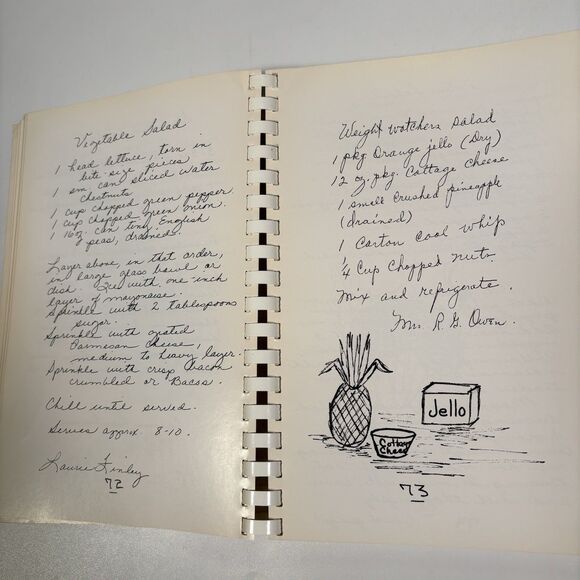 Vegetable Salad
1 head lettuce, torn in
bite-size pieces
1 sm. can sliced water
chestnuts
1 cup chopped green pepper
1 cup chopped green onion.
1 16oz. can tiny English
peas, drained.
Layer above, in that order,
in large glass bowl or
dish. Ice with one-inch
layer of mayonaise.
Sprinkle with 2 tablespoons
sugar.
Sprinkle with grated
Parmesan cheese,
medium to heavy layer.
Sprinkle with crisp bacon
crumbled or Bacos.
Chill until served.
Serves approx. 8-10.
Laurie Finley
72
Weight watchers salad
1 pkg Orange jello (Dry)
12 oz. pkg. Cottage Cheese
1 small crushed pineapple
(drained)
1 Carton Cool whip
1/4 Cup Chopped Nuts.
Mix and refrigerate.
Mrs. R. G. Owen.
Jello
Cottage
Cheese
73